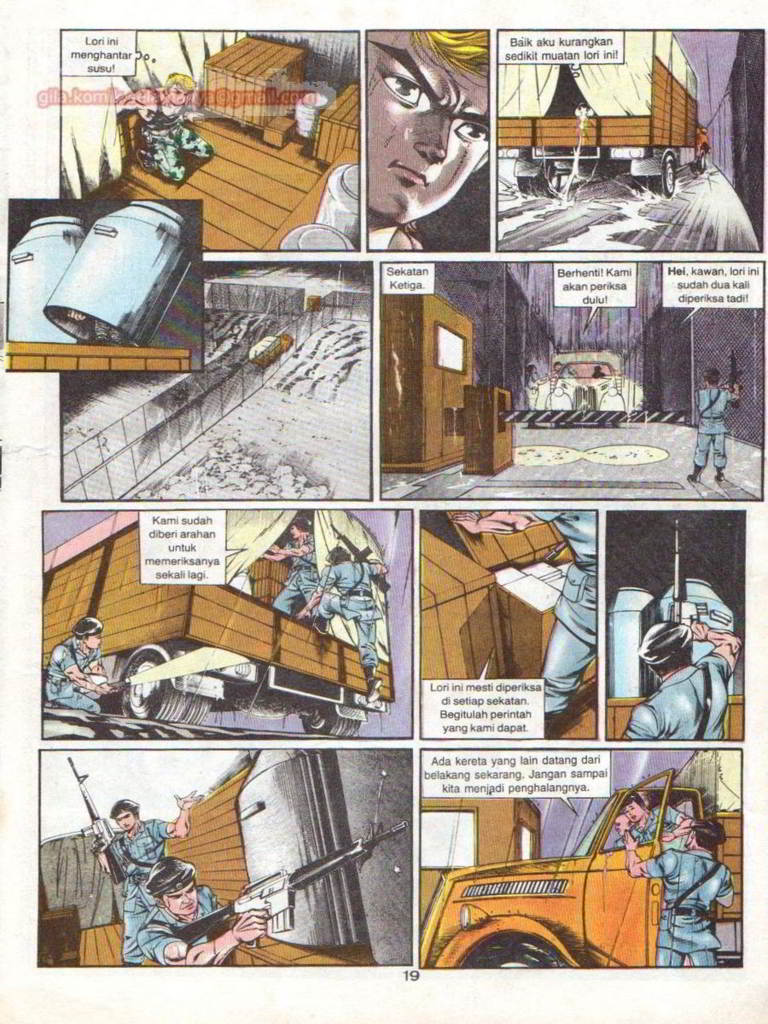 Lori ini
menghantar
susu!
Baik aku kurangkan
sedikit muatan lori ini!
Sekatan
Ketiga.
Berhenti! Kami
akan periksa
dulu!
Hei, kawan, lori ini
sudah dua kali
diperiksa tadi!
Kami sudah
diberi arahan
untuk
memeriksanya
sekali lagi.
Lori ini mesti diperiksa
di setiap sekatan.
Begitulah perintah
yang kami dapat.
Ada kereta yang lain datang dari
belakang sekarang. Jangan sampai
kita menjadi penghalangnya.
19